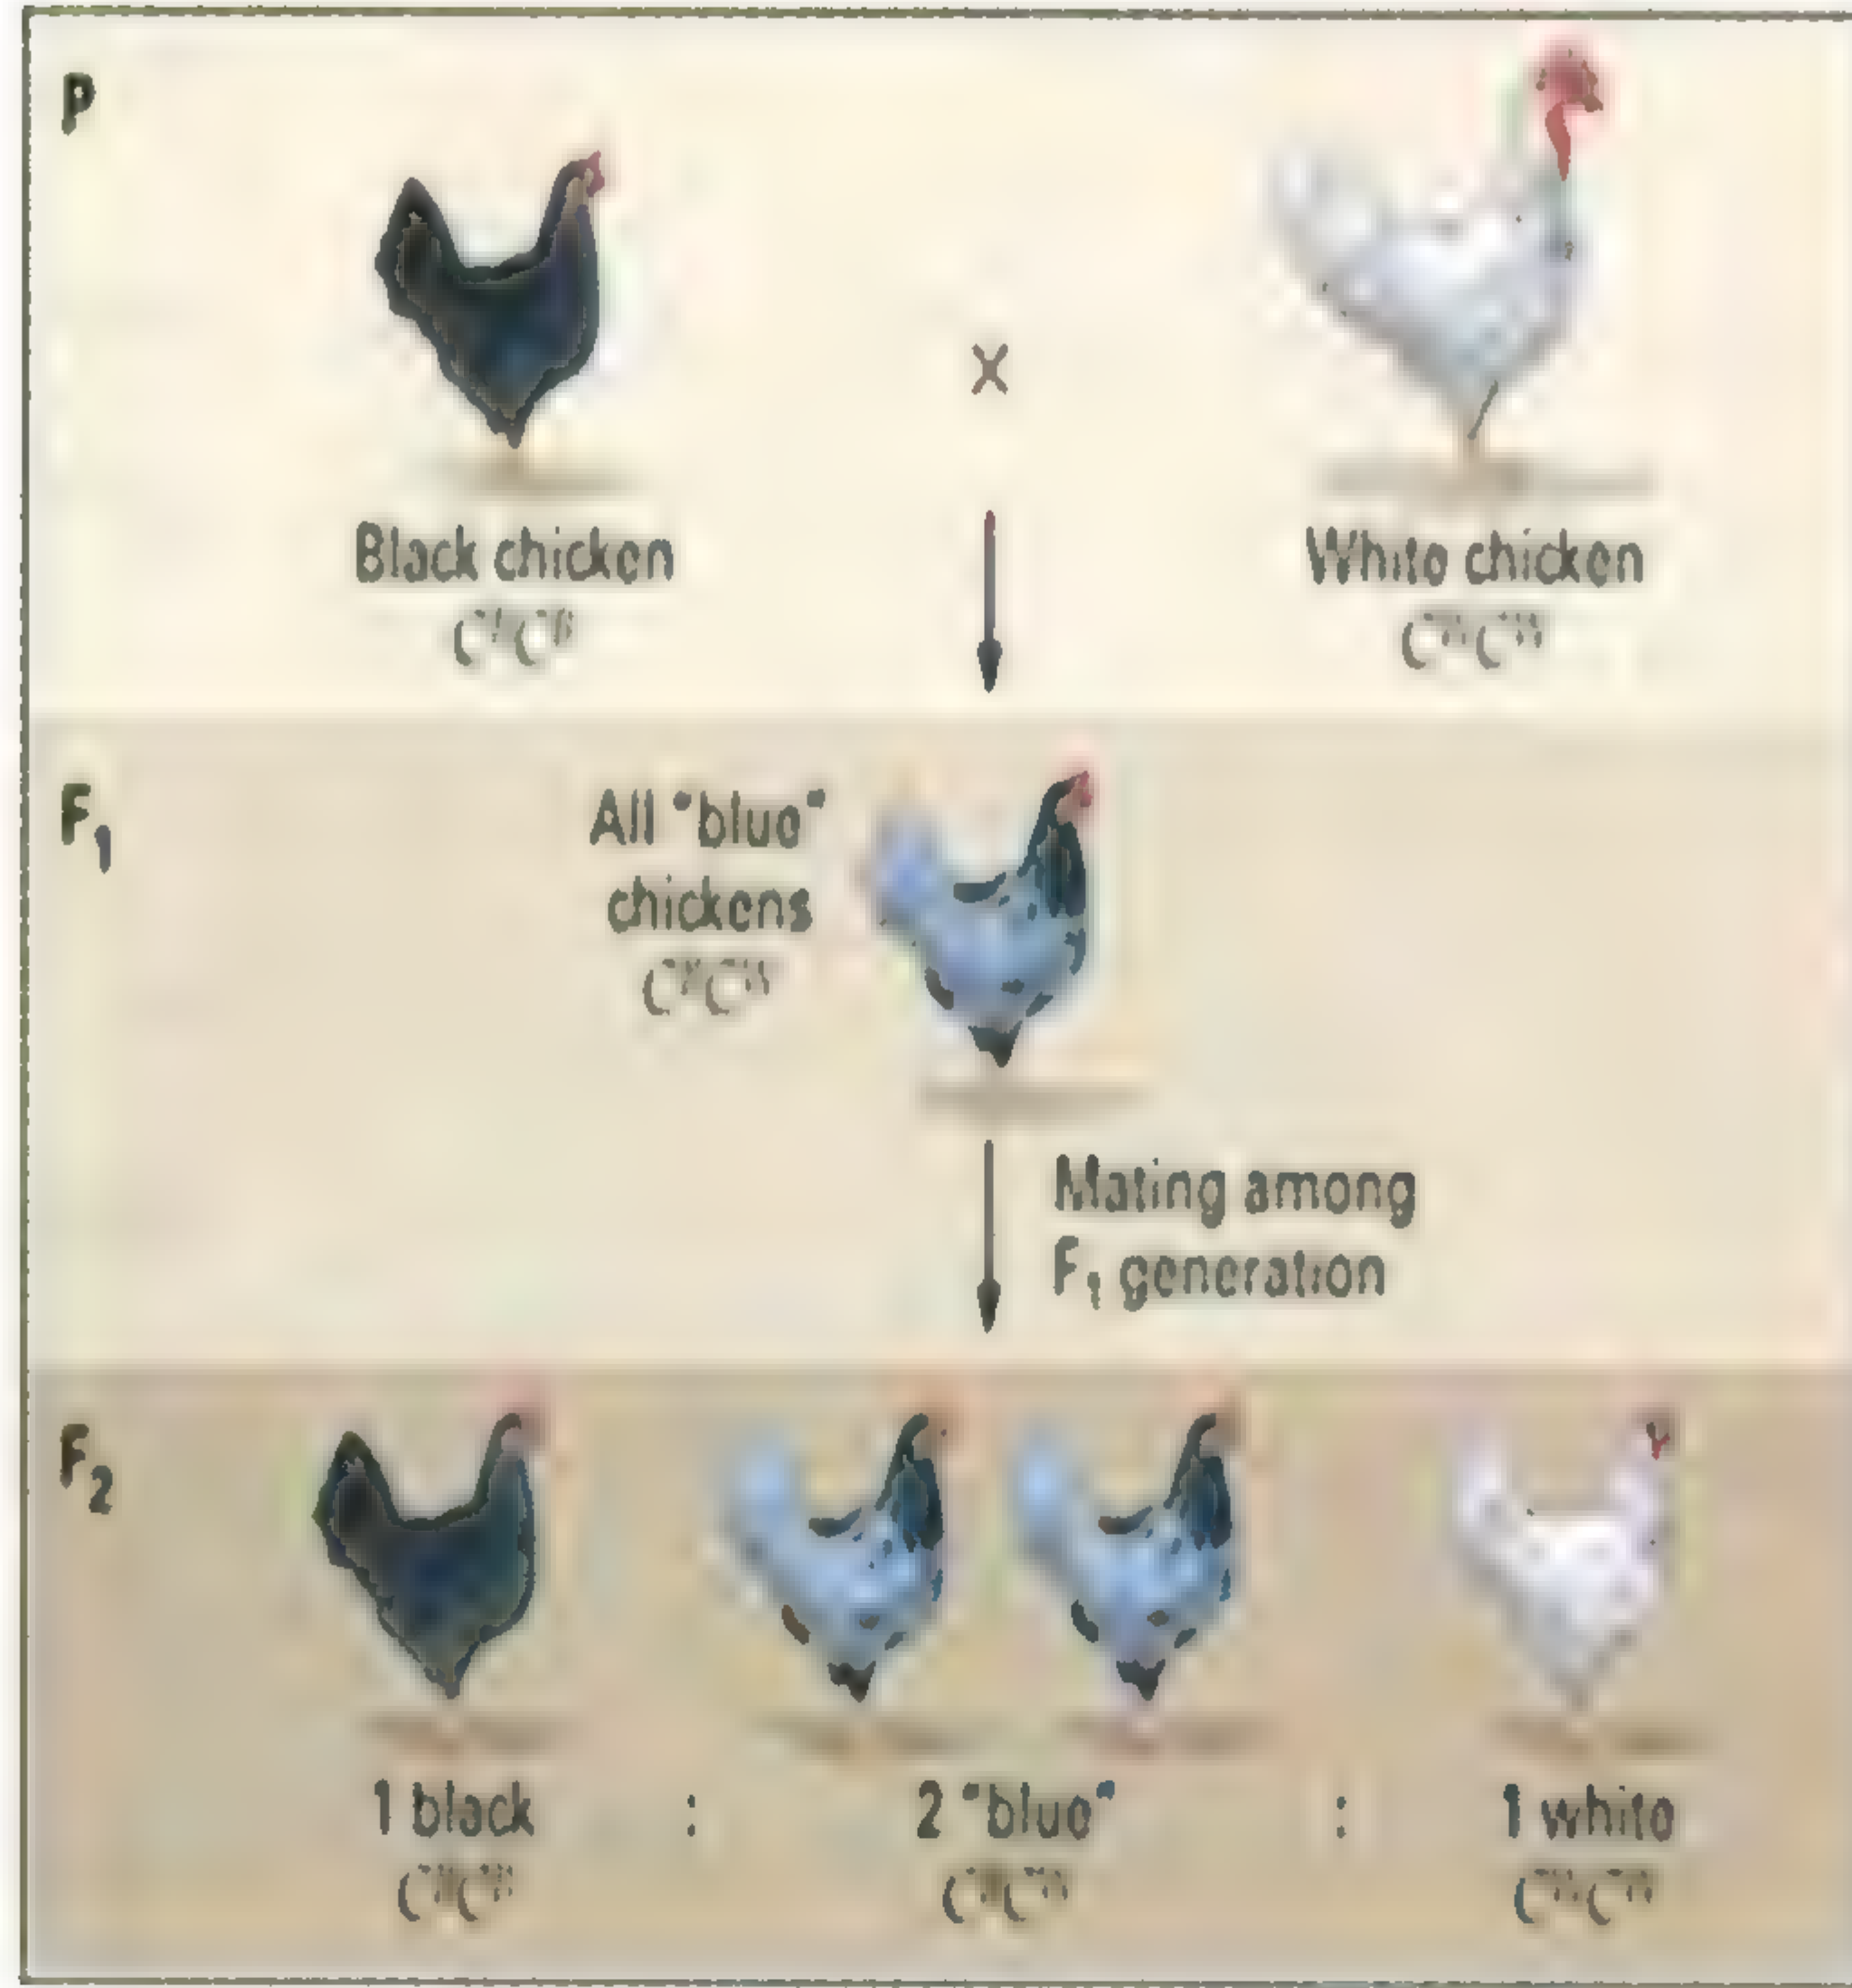 P
Black chicken
X
White chicken
F1
All "blue"
chickens
Mating among
F1 generation
F2
1 black : 2 "blue" : 1 white